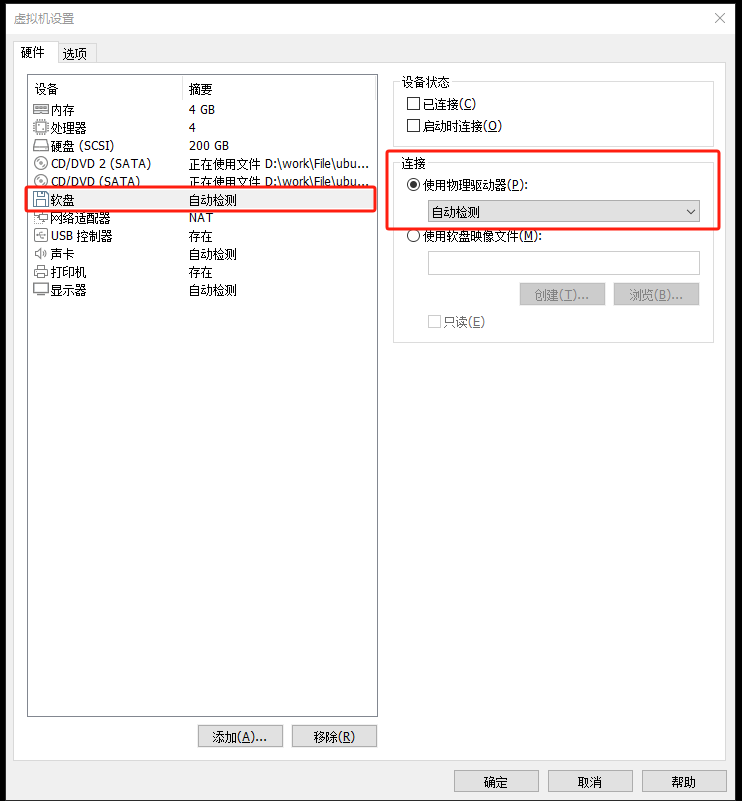 虚拟机设置
硬件 选项
设备 摘要
内存 4 GB
处理器 4
硬盘 (SCSI) 200 GB
CD/DVD 2 (SATA) 正在使用文件 D:\work\File\ubu...
CD/DVD (SATA) 正在使用文件 D:\work\File\ubu...
软盘 自动检测
网络适配器 NAT
USB 控制器 存在
声卡 自动检测
打印机 存在
显示器 自动检测
添加(A)... 移除(R)
设备状态
已连接(C)
启动时连接(O)
连接
使用物理驱动器(P):
自动检测
使用软盘映像文件(M):
创建(T)... 浏览(B)...
只读(E)
确定 取消 帮助